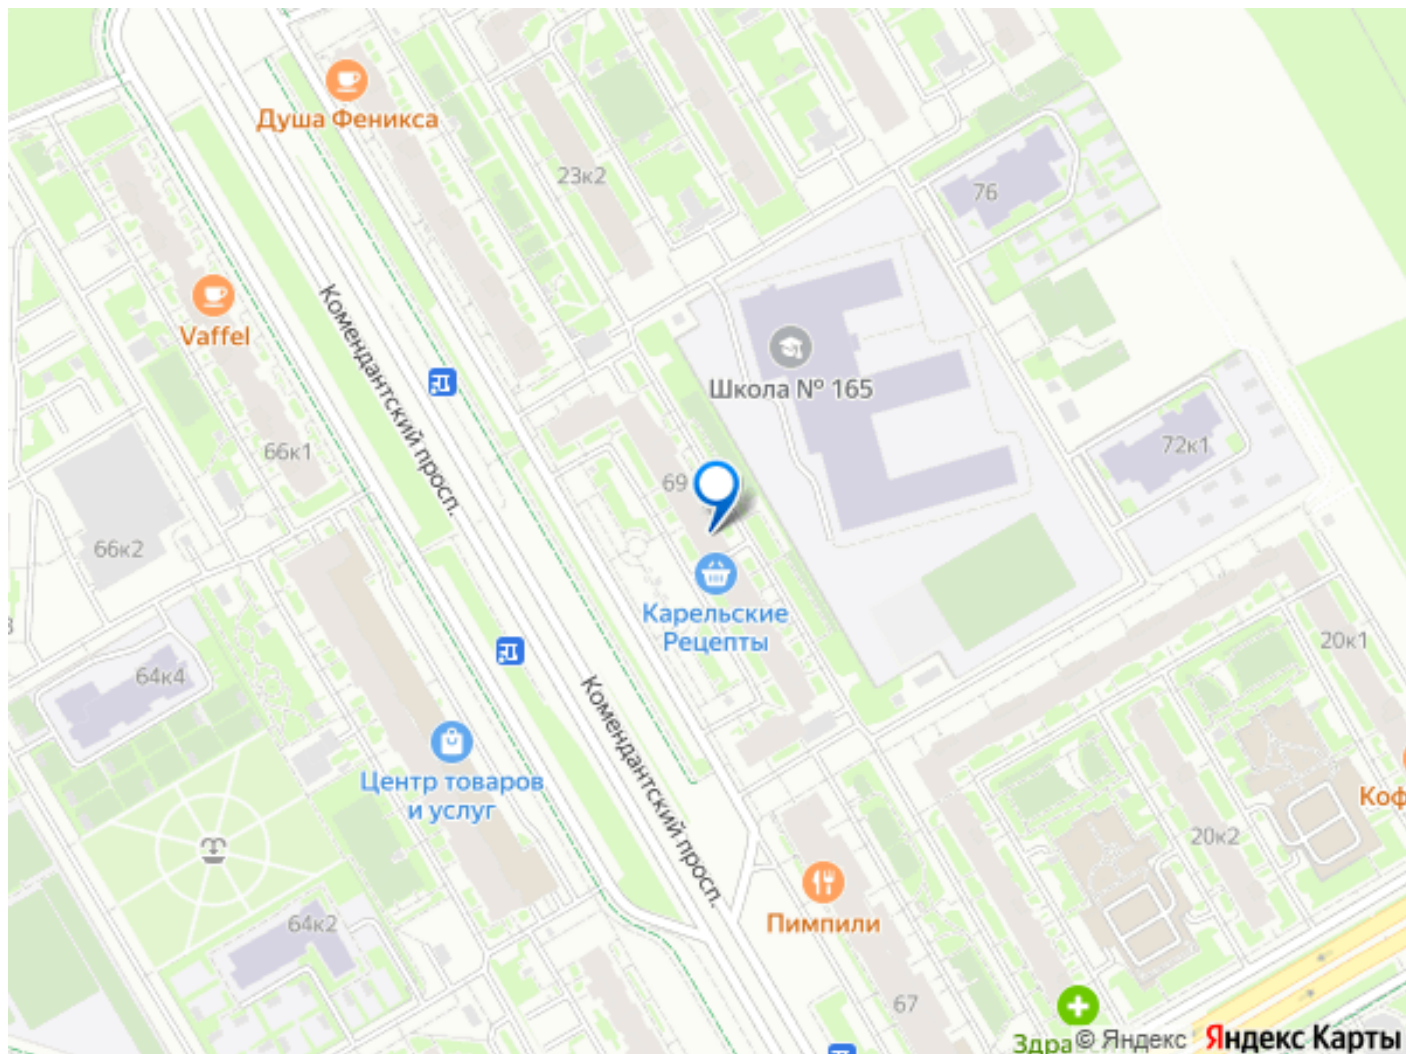 Душа Феникса
23к2
76
Vaffel
Комендантский просп.
Школа № 165
66к1
72к1
69
66к2
Карельские
Рецепты
20к1
64к4
Комендантский просп.
Центр товаров
и услуг
Коф
20к2
Пимпили
64к2
67
Здра
© Яндекс
Яндекс Карты